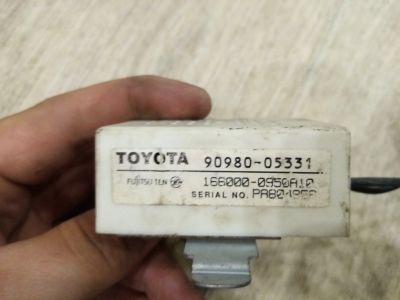 TOYOTA 90980-05331
FUJITSU TEN 166000-0950A10
SERIAL NO.